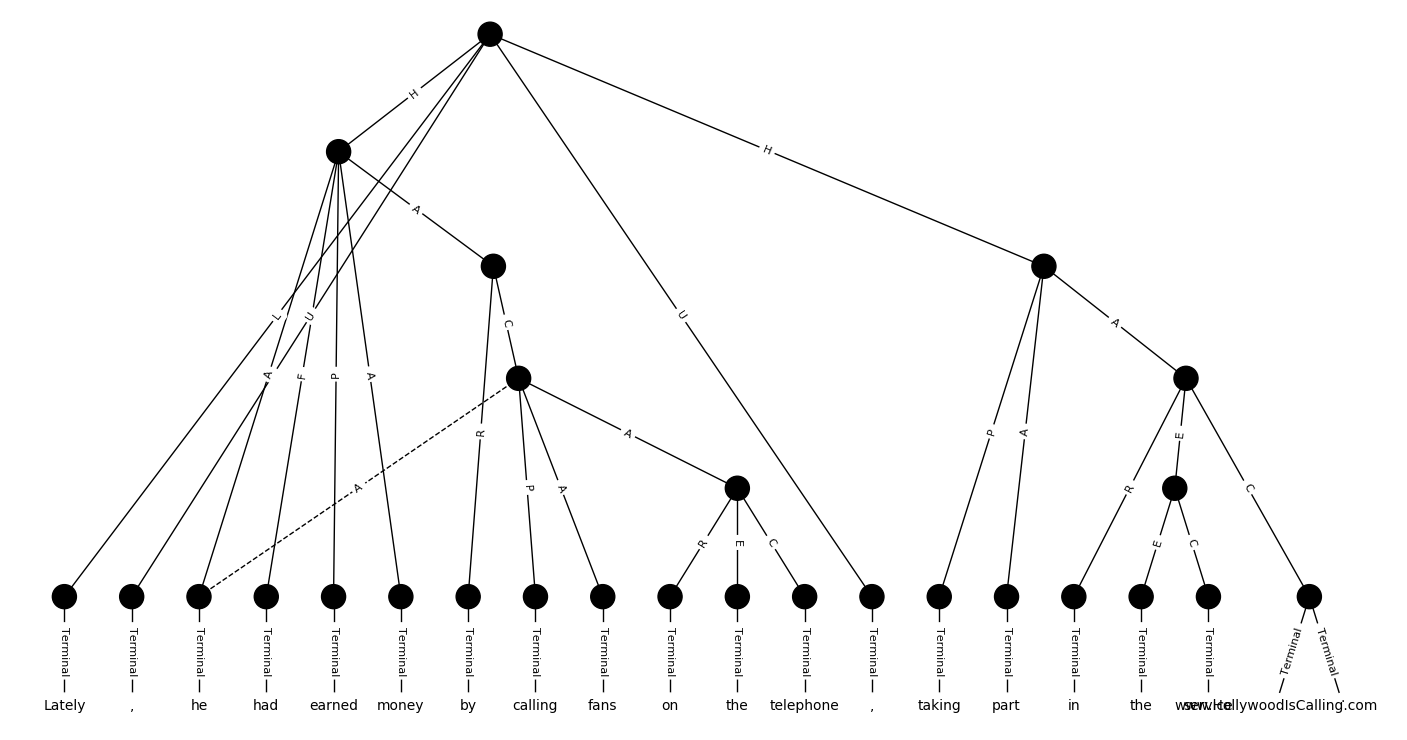 H
H
A
L
U
U
C
A
A
F
P
A
R
A
P
A
E
A
P
A
R
C
R
E
C
E
C
Terminal Terminal Terminal Terminal Terminal Terminal Terminal Terminal Terminal Terminal Terminal Terminal Terminal Terminal Terminal Terminal Terminal Terminal Terminal Terminal
Lately , he had earned money by calling fans on the telephone , taking part in the service www.HollywoodIsCalling.com .